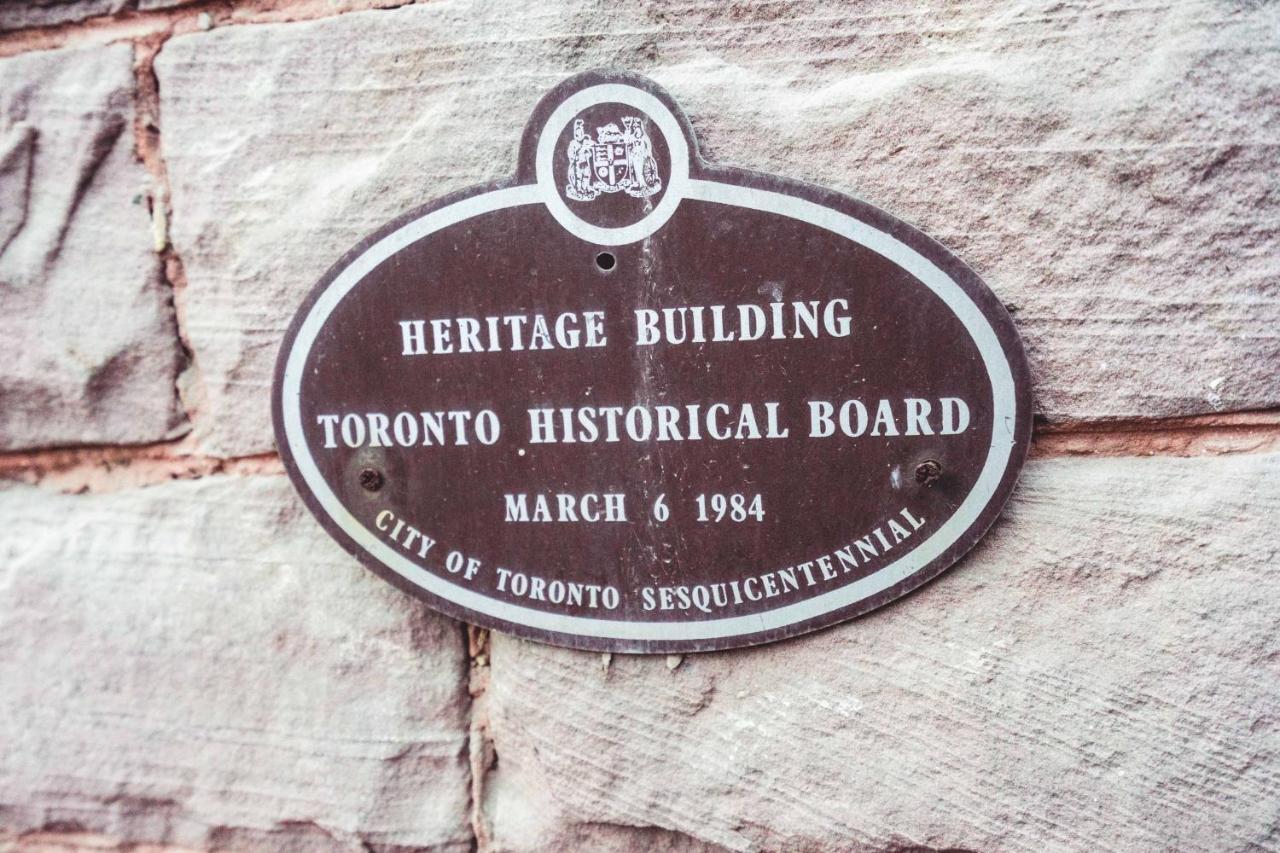 HERITAGE BUILDING
TORONTO HISTORICAL BOARD
MARCH 6 1984
CITY OF TORONTO SESQUICENTENNIAL